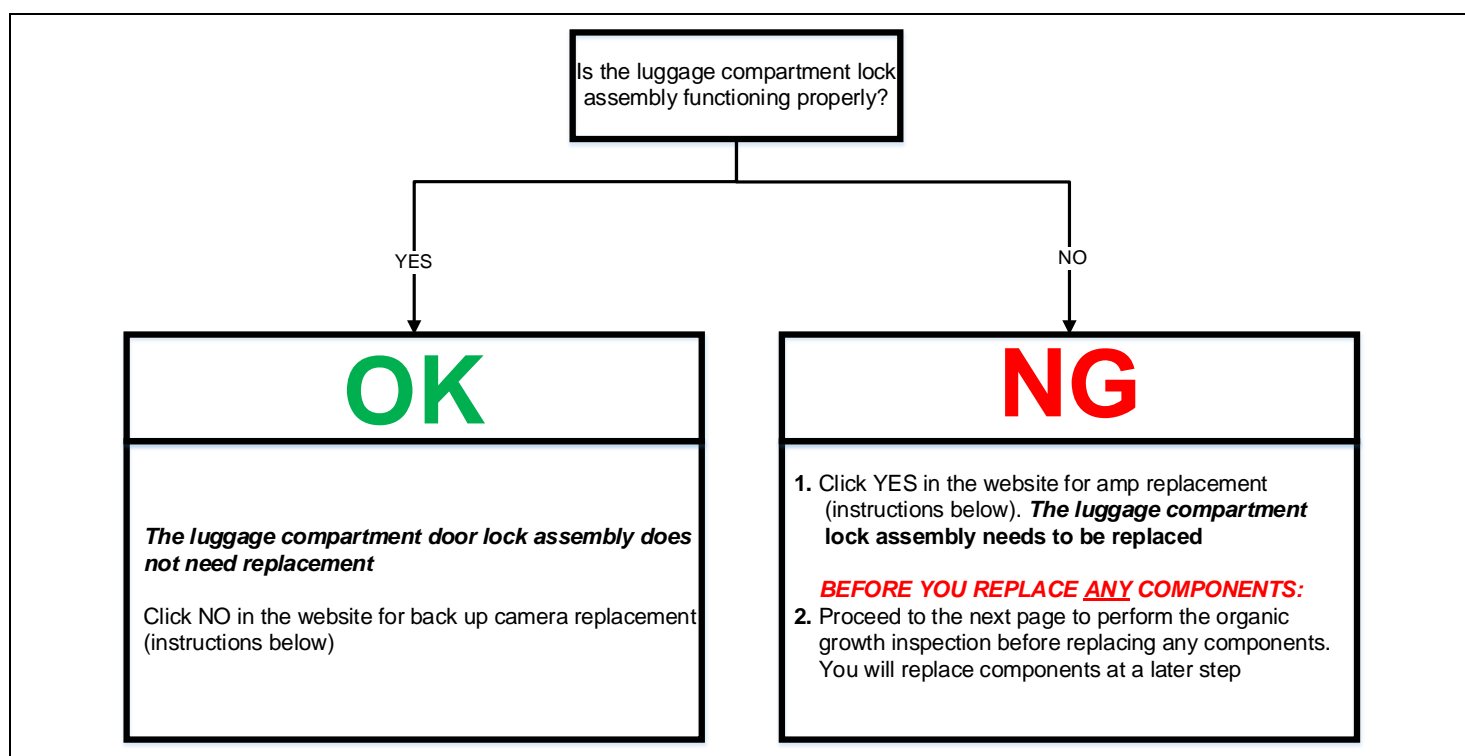 Is the luggage compartment lock
assembly functioning properly?
YES
NO
OK
The luggage compartment door lock assembly does
not need replacement
Click NO in the website for back up camera replacement
(instructions below)
NG
1. Click YES in the website for amp replacement
(instructions below). The luggage compartment
lock assembly needs to be replaced
BEFORE YOU REPLACE ANY COMPONENTS:
2. Proceed to the next page to perform the organic
growth inspection before replacing any components.
You will replace components at a later step